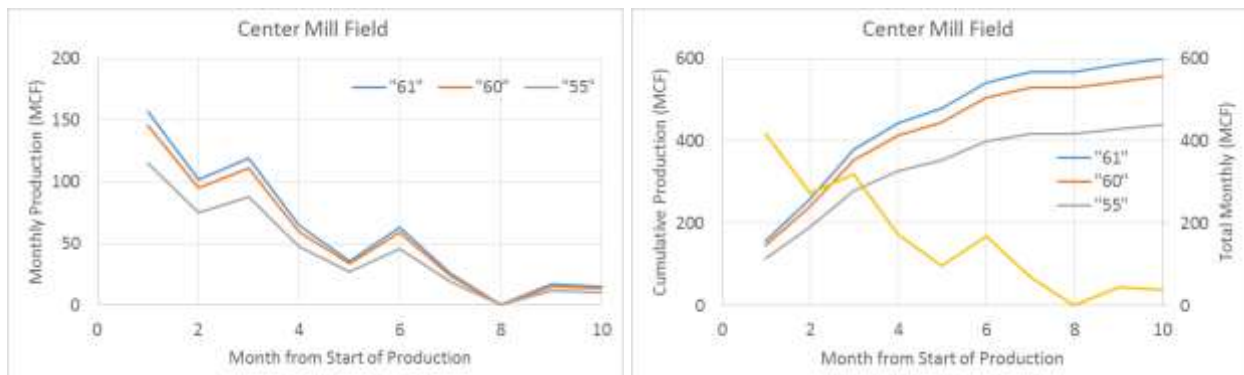 Center Mill Field
Monthly Production (MCF)
200
150
100
50
0
"61" "60" "55"
0 2 4 6 8 10
Month from Start of Production
Center Mill Field
Cumulative Production (MCF)
600
400
200
0
"61"
"60"
"55"
600
400
200
0
Total Monthly (MCF)
0 2 4 6 8 10
Month from Start of Production